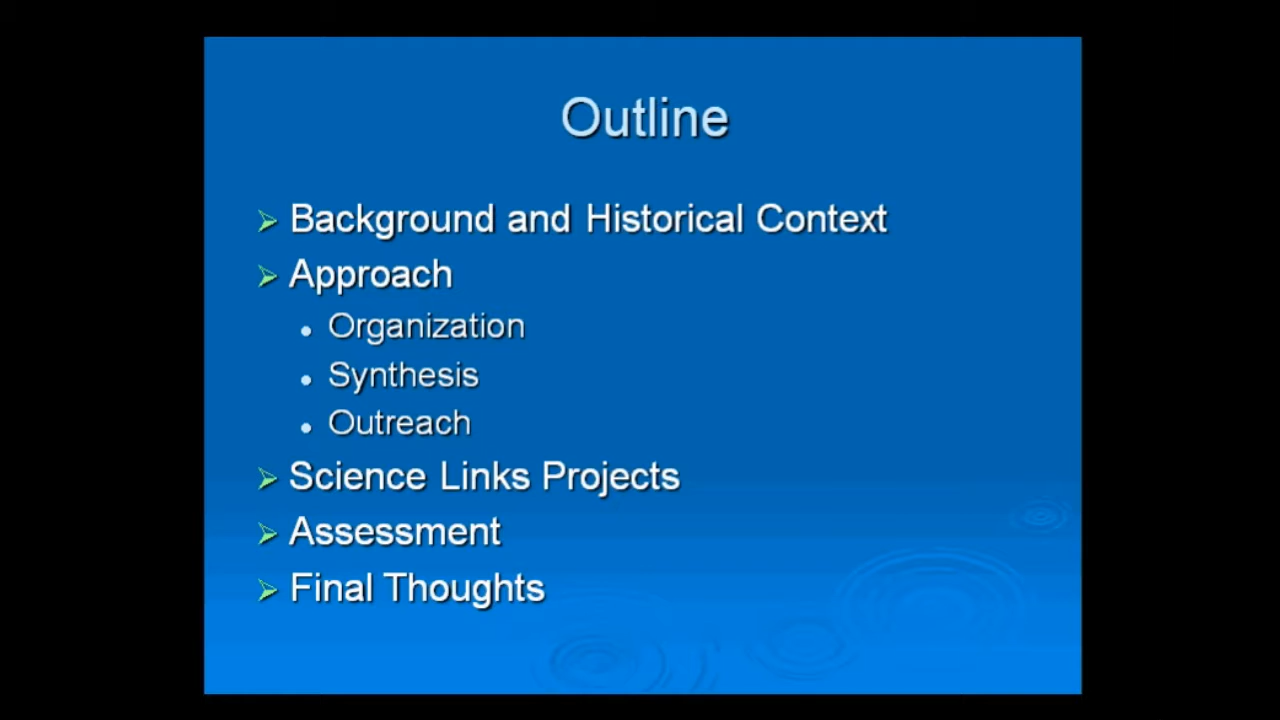 Outline
Background and Historical Context
Approach
Organization
Synthesis
Outreach
Science Links Projects
Assessment
Final Thoughts